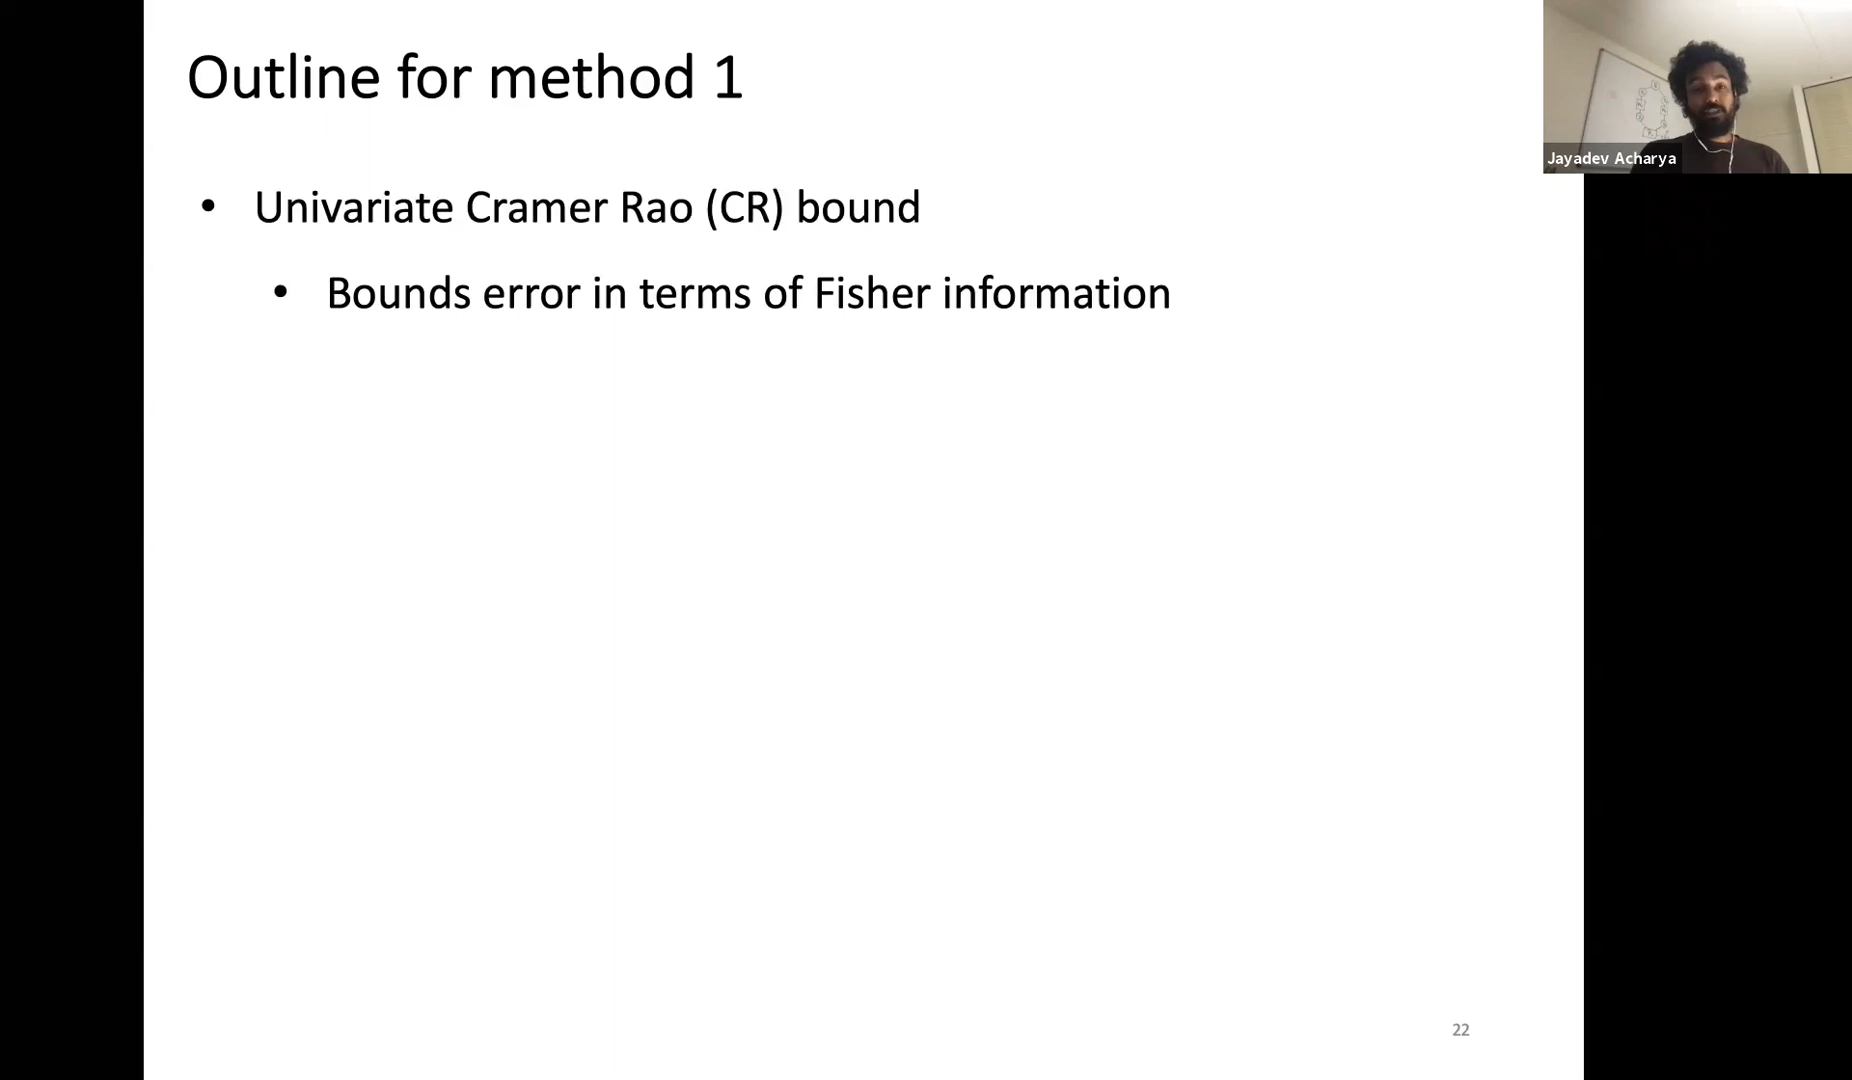 Outline for method 1
Jayadev Acharya
• Univariate Cramer Rao (CR) bound
• Bounds error in terms of Fisher information
22